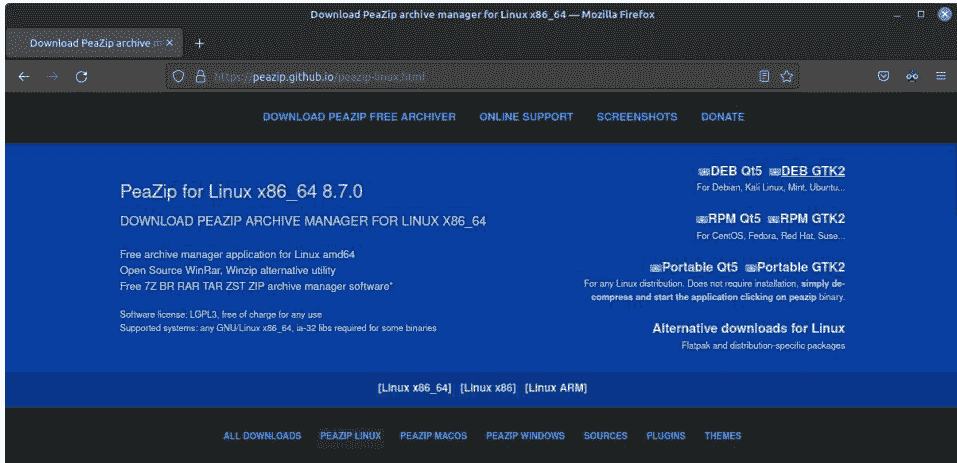 Download PeaZip archive manager for Linux x86_64 — Mozilla Firefox
Download PeaZip archive m
https://peazip.github.io/peazip-linux.html
DOWNLOAD PEAZIP FREE ARCHIVER ONLINE SUPPORT SCREENSHOTS DONATE
PeaZip for Linux x86_64 8.7.0
DOWNLOAD PEAZIP ARCHIVE MANAGER FOR LINUX X86_64
Free archive manager application for Linux amd64
Open Source WinRar, Winzip alternative utility
Free 7Z BR RAR TAR ZST ZIP archive manager software*
Software license: LGPL3, free of charge for any use
Supported systems: any GNU/Linux x86_64, ia-32 libs required for some binaries
DEB Qt5 DEB GTK2
For Debian, Kali Linux, Mint, Ubuntu...
RPM Qt5 RPM GTK2
For CentOS, Fedora, Red Hat, Suse...
Portable Qt5 Portable GTK2
For any Linux distribution. Does not require installation, simply de-
compress and start the application clicking on peazip binary.
Alternative downloads for Linux
Flatpak and distribution-specific packages
[Linux x86_64] [Linux x86] [Linux ARM]
ALL DOWNLOADS PEAZIP LINUX PEAZIP MACOS PEAZIP WINDOWS SOURCES PLUGINS THEMES